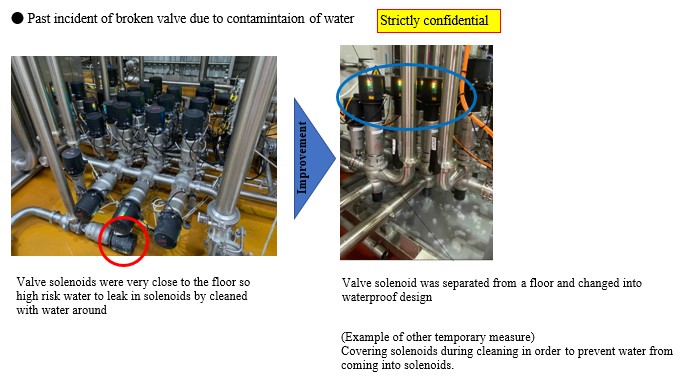 ● Past incident of broken valve due to contamintaion of water
Strictly confidential
Improvement
Valve solenoids were very close to the floor so
high risk water to leak in solenoids by cleaned
with water around
Valve solenoid was separated from a floor and changed into
waterproof design
(Example of other temporary measure)
Covering solenoids during cleaning in order to prevent water from
coming into solenoids.